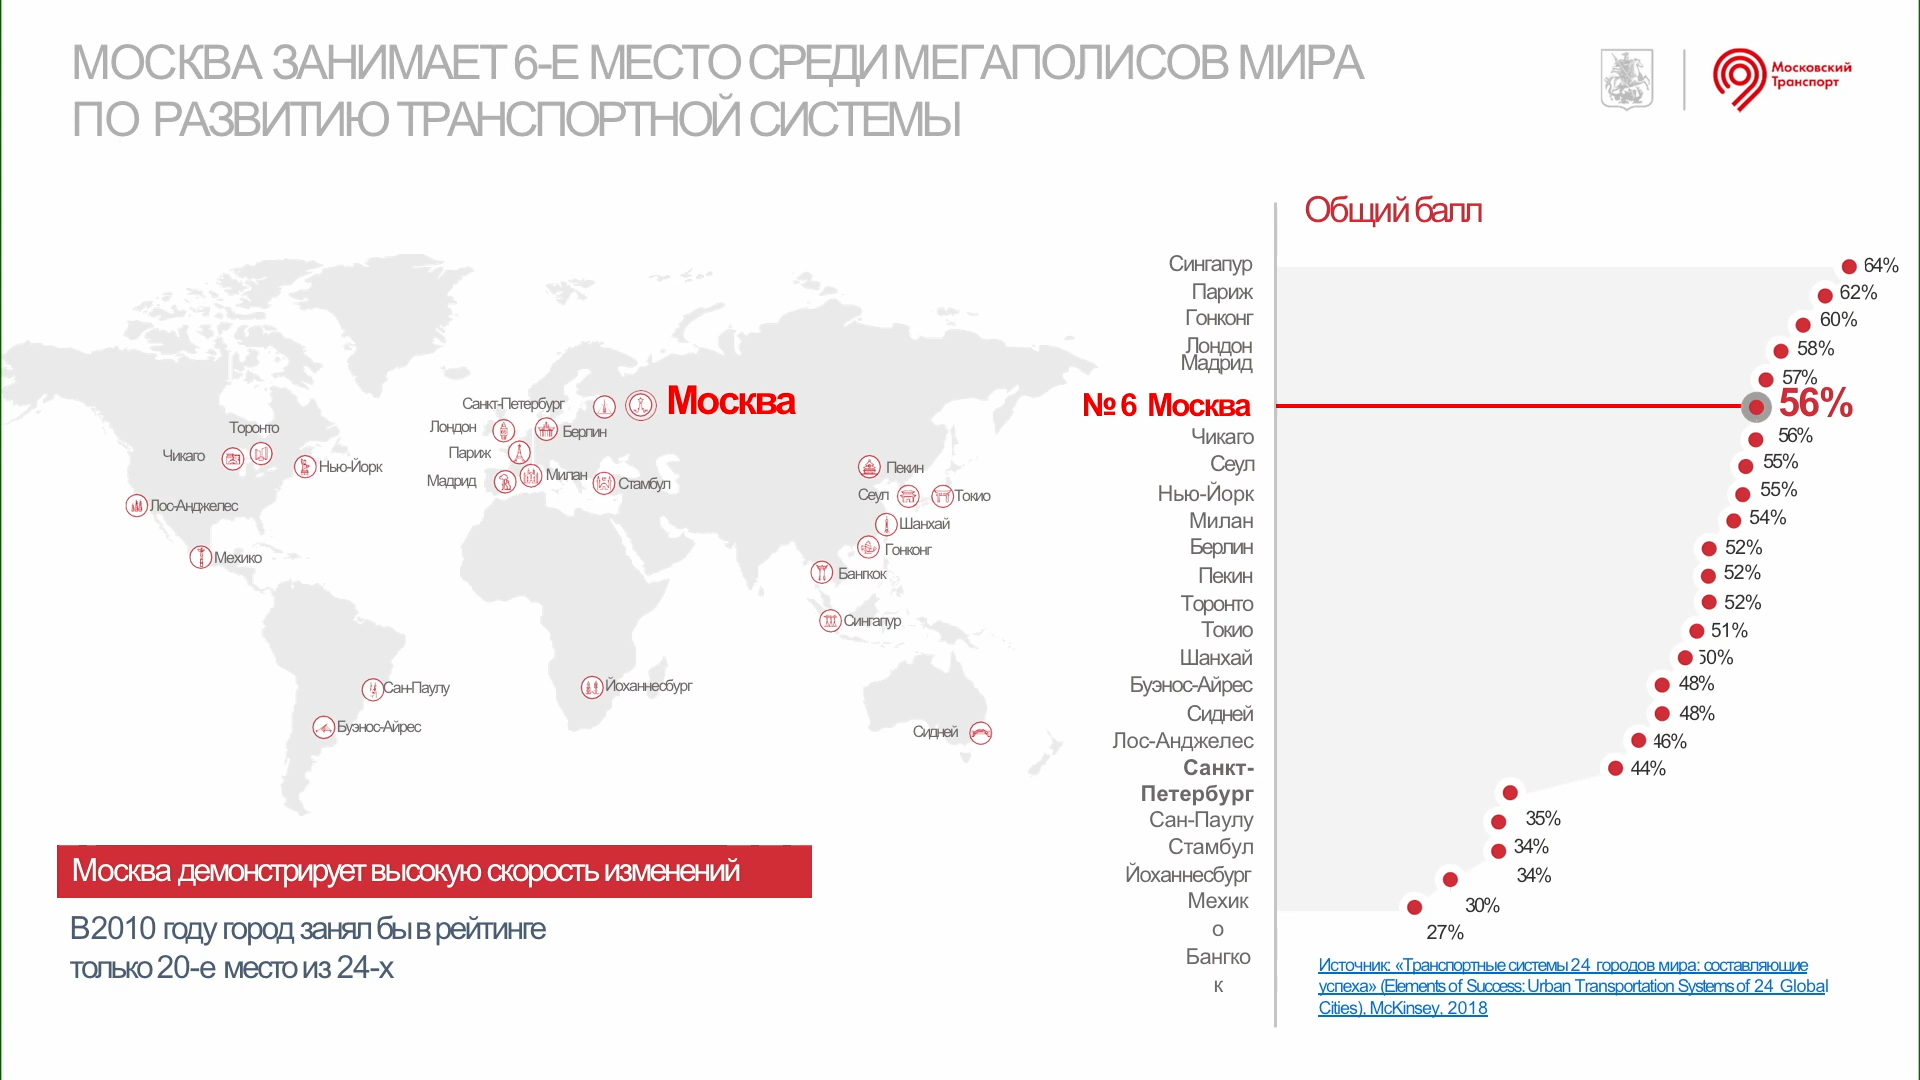 МОСКВА ЗАНИМАЕТ 6-Е МЕСТО СРЕДИ МЕГАПОЛИСОВ МИРА
ПО РАЗВИТИЮ ТРАНСПОРТНОЙ СИСТЕМЫ
Московский
Транспорт
Общий балл
Санкт-Петербург
Москва
Лондон
Берлин
Торонто
Чикаго
Париж
Нью-Йорк
Мадрид
Милан
Стамбул
Пекин
Лос-Анджелес
Сеул
Токио
Шанхай
Мехико
Гонконг
Бангкок
Сингапур
Сан-Паулу
Йоханнесбург
Буэнос-Айрес
Сидней
Сингапур
64%
Париж
62%
Гонконг
60%
Лондон
58%
Мадрид
57%
№ 6 Москва
56%
Чикаго
56%
Сеул
55%
Нью-Йорк
55%
Милан
54%
Берлин
52%
Пекин
52%
Торонто
52%
Токио
51%
Шанхай
50%
Буэнос-Айрес
48%
Сидней
48%
Лос-Анджелес
46%
Санкт-
44%
Петербург
Сан-Паулу
35%
Стамбул
34%
Йоханнесбург
34%
Мехик
30%
о
27%
Бангко
к
Москва демонстрирует высокую скорость изменений
В 2010 году город занял бы в рейтинге
только 20-е место из 24-х
Источник: «Транспортные системы 24 городов мира: составляющие
успеха» (Elements of Success: Urban Transportation Systems of 24 Global
Cities), McKinsey, 2018